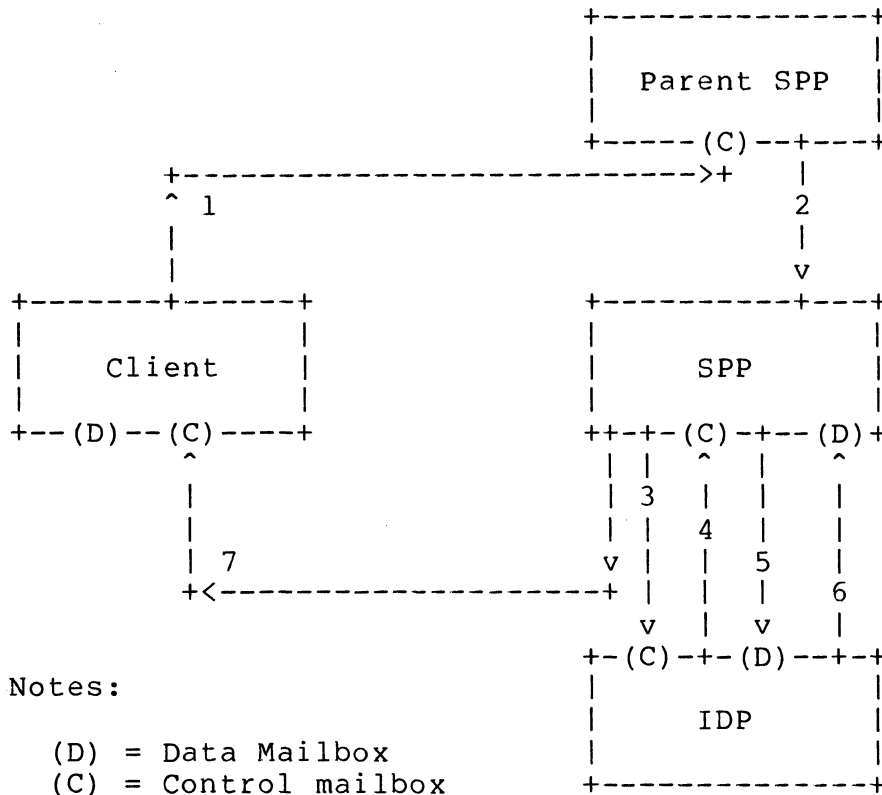 +-----------------+
|                 |
|   Parent SPP    |
|                 |
+------(C)--+----+
+--------------------------------->+    |
^ 1    2
|    |
|    v
+---------+--------+    +------------+----+
|                  |    |                 |
|      Client      |    |       SPP       |
|                  |    |                 |
+---(D)--(C)-----+    ++-+-(C)-+--(D)+
^    |  |  ^  |  ^
|    |  3  |  |  |
|    |  |  4  |  |
|  7    v  |  |  5  |
+<------------------------+  |  |  |  6
v  |  v  |
+-(C)-+-(D)--+-+
Notes:    |                 |
|       IDP       |
(D) = Data Mailbox    |                 |
(C) = Control mailbox    +-----------------+